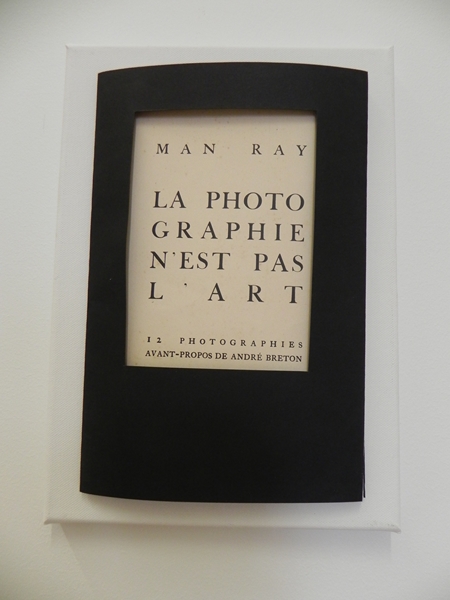 MAN RAY
LA PHOTO
GRAPHIE
N'EST PAS
L'ART
12 PHOTOGRAPHIES
AVANT-PROPOS DE ANDRÉ BRETON